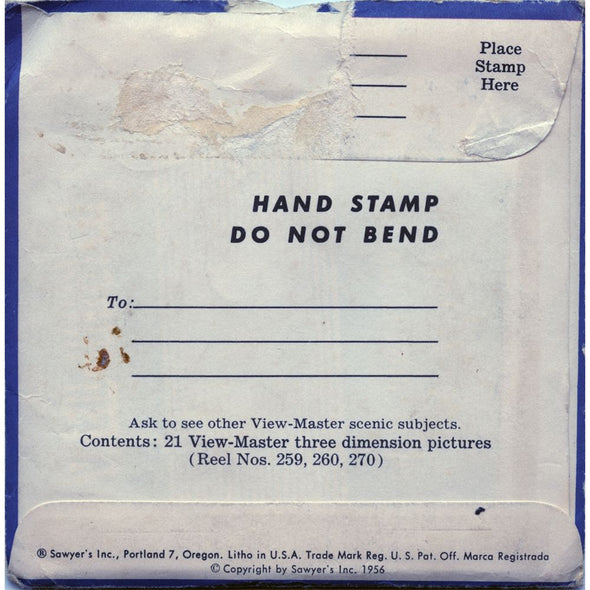 Place
Stamp
Here
HAND STAMP
DO NOT BEND
To:
Ask to see other View-Master scenic subjects.
Contents: 21 View-Master three dimension pictures
(Reel Nos. 259, 260, 270)
® Sawyer's Inc., Portland 7, Oregon. Litho in U.S.A. Trade Mark Reg. U. S. Pat. Off. Marca Registrada
© Copyright by Sawyer's Inc. 1956